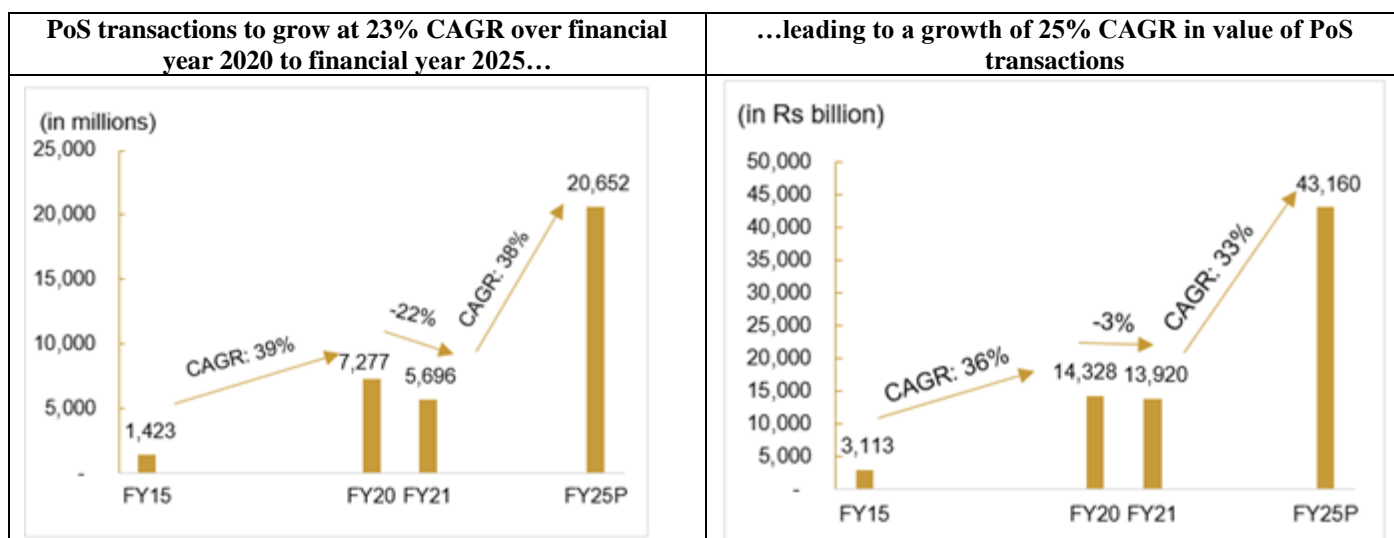 PoS transactions to grow at 23% CAGR over financial
year 2020 to financial year 2025…
…leading to a growth of 25% CAGR in value of PoS
transactions
(in millions)
25,000
20,000
15,000
10,000
5,000
-
1,423
7,277
5,696
20,652
CAGR: 39%
-22%
CAGR: 38%
FY15
FY20 FY21
FY25P
(in Rs billion)
50,000
45,000
40,000
35,000
30,000
25,000
20,000
15,000
10,000
5,000
-
3,113
14,328 13,920
43,160
CAGR: 36%
-3%
CAGR: 33%
FY15
FY20 FY21
FY25P